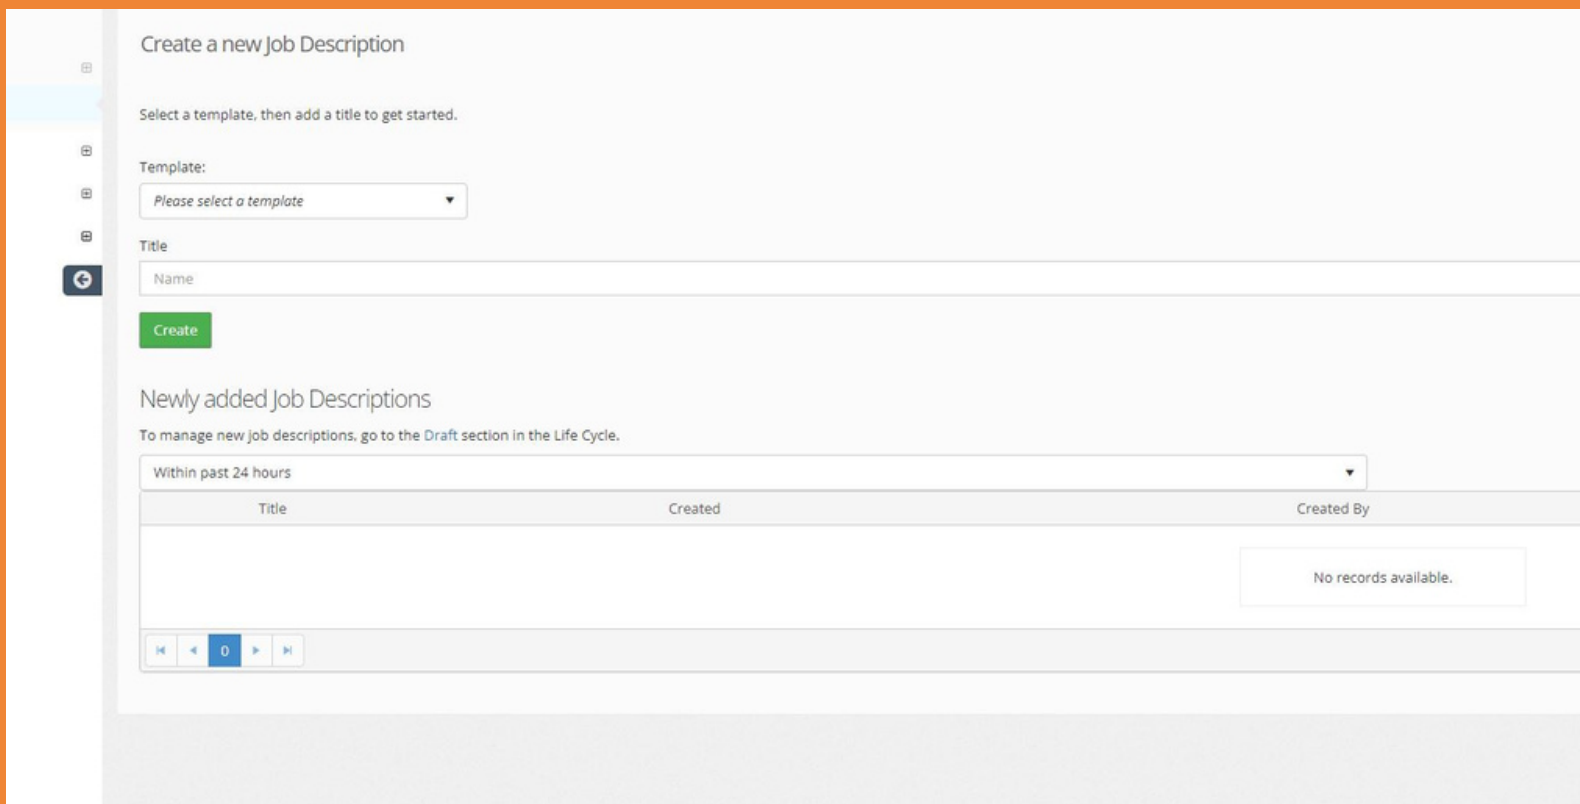 Create a new Job Description
Select a template, then add a title to get started.
Template:
Please select a template
Title
Name
Create
Newly added Job Descriptions
To manage new job descriptions, go to the Draft section in the Life Cycle.
Within past 24 hours
Title Created Created By
No records available.
0